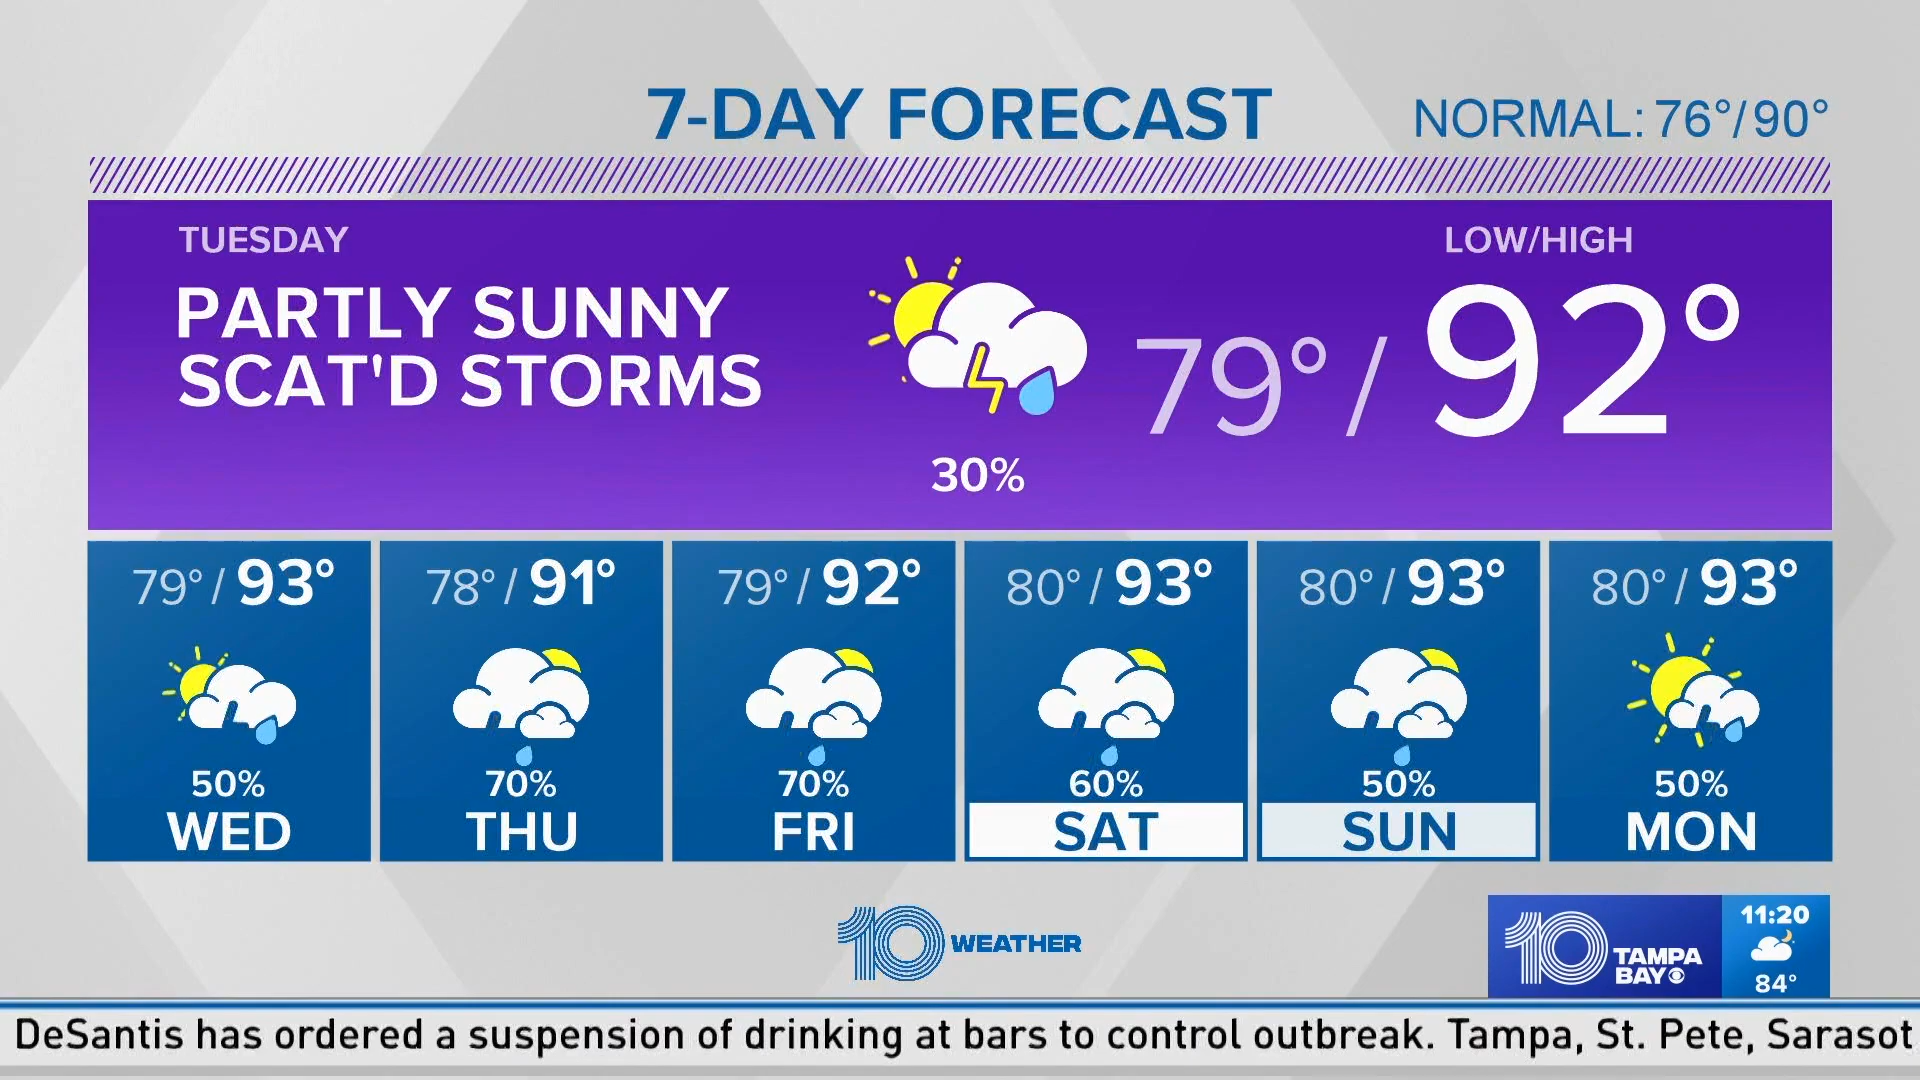 7-DAY FORECAST
NORMAL: 76°/90°
TUESDAY
PARTLY SUNNY
SCAT'D STORMS
30%
LOW/HIGH
79°/92°
79°/93°
50%
WED
78°/91°
70%
THU
79°/92°
70%
FRI
80°/93°
60%
SAT
80°/93°
50%
SUN
80°/93°
50%
MON
10 WEATHER
10 TAMPA
BAY
11:20
84°
DeSantis has ordered a suspension of drinking at bars to control outbreak. Tampa, St. Pete, Sarasot